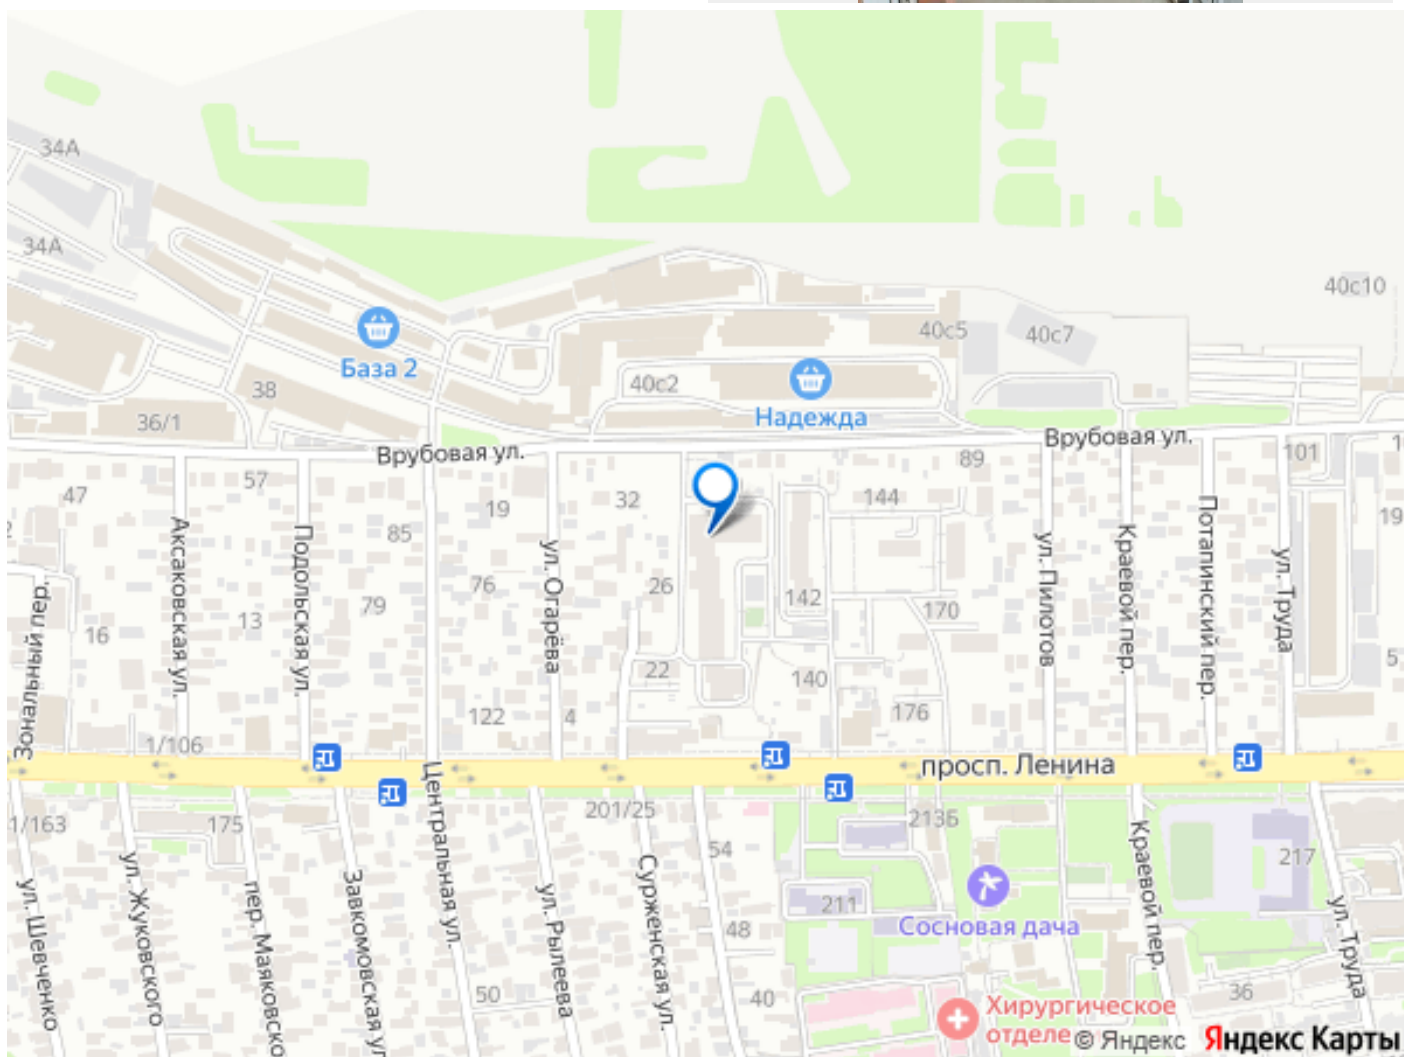 34А
34А
40с10
40с5
40с7
База 2
40с2
38
Надежда
36/1
Врубовая ул.
Врубовая ул.
101
89
57
47
19
32
144
19
85
Аксаковская ул.
Подольская ул.
ул. Огарёва
ул. Пилотов
Краевой пер.
Потапинский пер.
ул. Труда
Зоельный пер.
76
26
79
142
170
13
16
22
140
5
122
4
176
1/106
просп. Ленина
1/163
175
Центральная ул.
201/25
54
2135
217
ул. Шевченко
ул. Жуковского
пер. Маяковско
Завкомовская ул
ул. Рылеева
Сурженская ул.
211
Сосновая дача
Краевой пер.
ул. Труда
48
50
40
36
Хирургическое
отделе
© Яндекс
Яндекс Карты